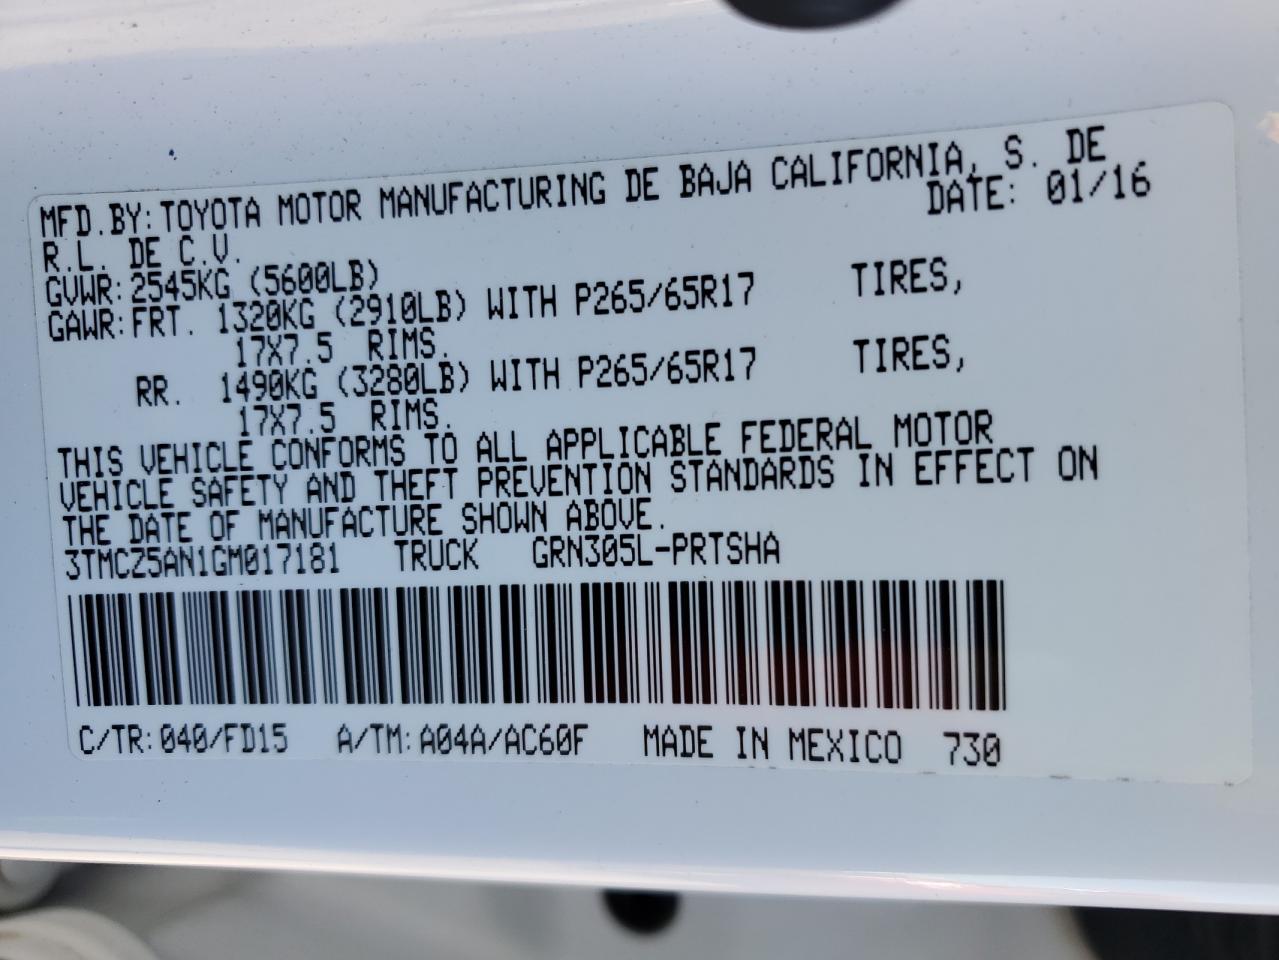 MFD.BY:TOYOTA MOTOR MANUFACTURING DE BAJA CALIFORNIA, S. DE
R.L. DE C.V. DATE: 01/16
GVWR:2545KG (5600LB)
GAWR:FRT. 1320KG (2910LB) WITH P265/65R17 TIRES,
17X7.5 RIMS.
RR. 1490KG (3280LB) WITH P265/65R17 TIRES,
17X7.5 RIMS.
THIS VEHICLE CONFORMS TO ALL APPLICABLE FEDERAL MOTOR
VEHICLE SAFETY AND THEFT PREVENTION STANDARDS IN EFFECT ON
THE DATE OF MANUFACTURE SHOWN ABOVE.
3TMCZ5AN1GM017181 TRUCK GRN305L-PRTSHA
C/TR:040/FD15 A/TM:A04A/AC60F MADE IN MEXICO 730